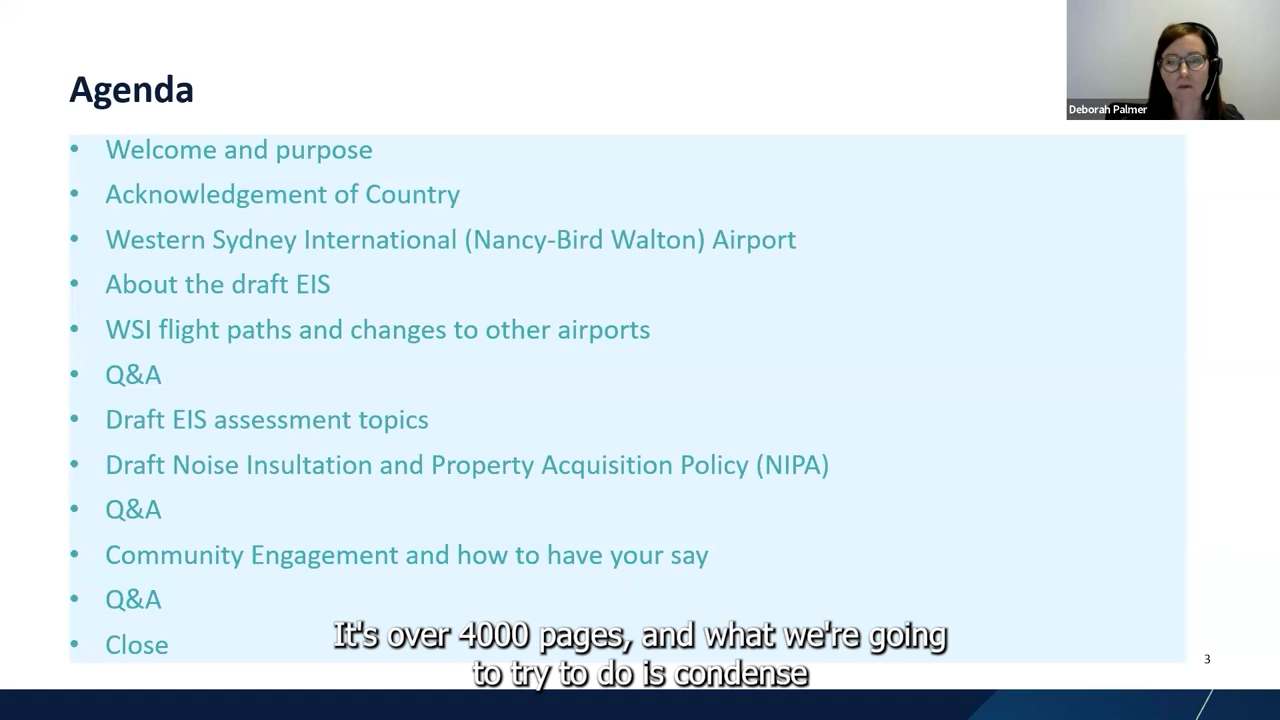 Agenda
Deborah Palmer
• Welcome and purpose
• Acknowledgement of Country
• Western Sydney International (Nancy-Bird Walton) Airport
• About the draft EIS
• WSI flight paths and changes to other airports
• Q&A
• Draft EIS assessment topics
• Draft Noise Insultation and Property Acquisition Policy (NIPA)
• Q&A
• Community Engagement and how to have your say
• Q&A
• Close
It's over 4000 pages, and what we're going
to try to do is condense
3